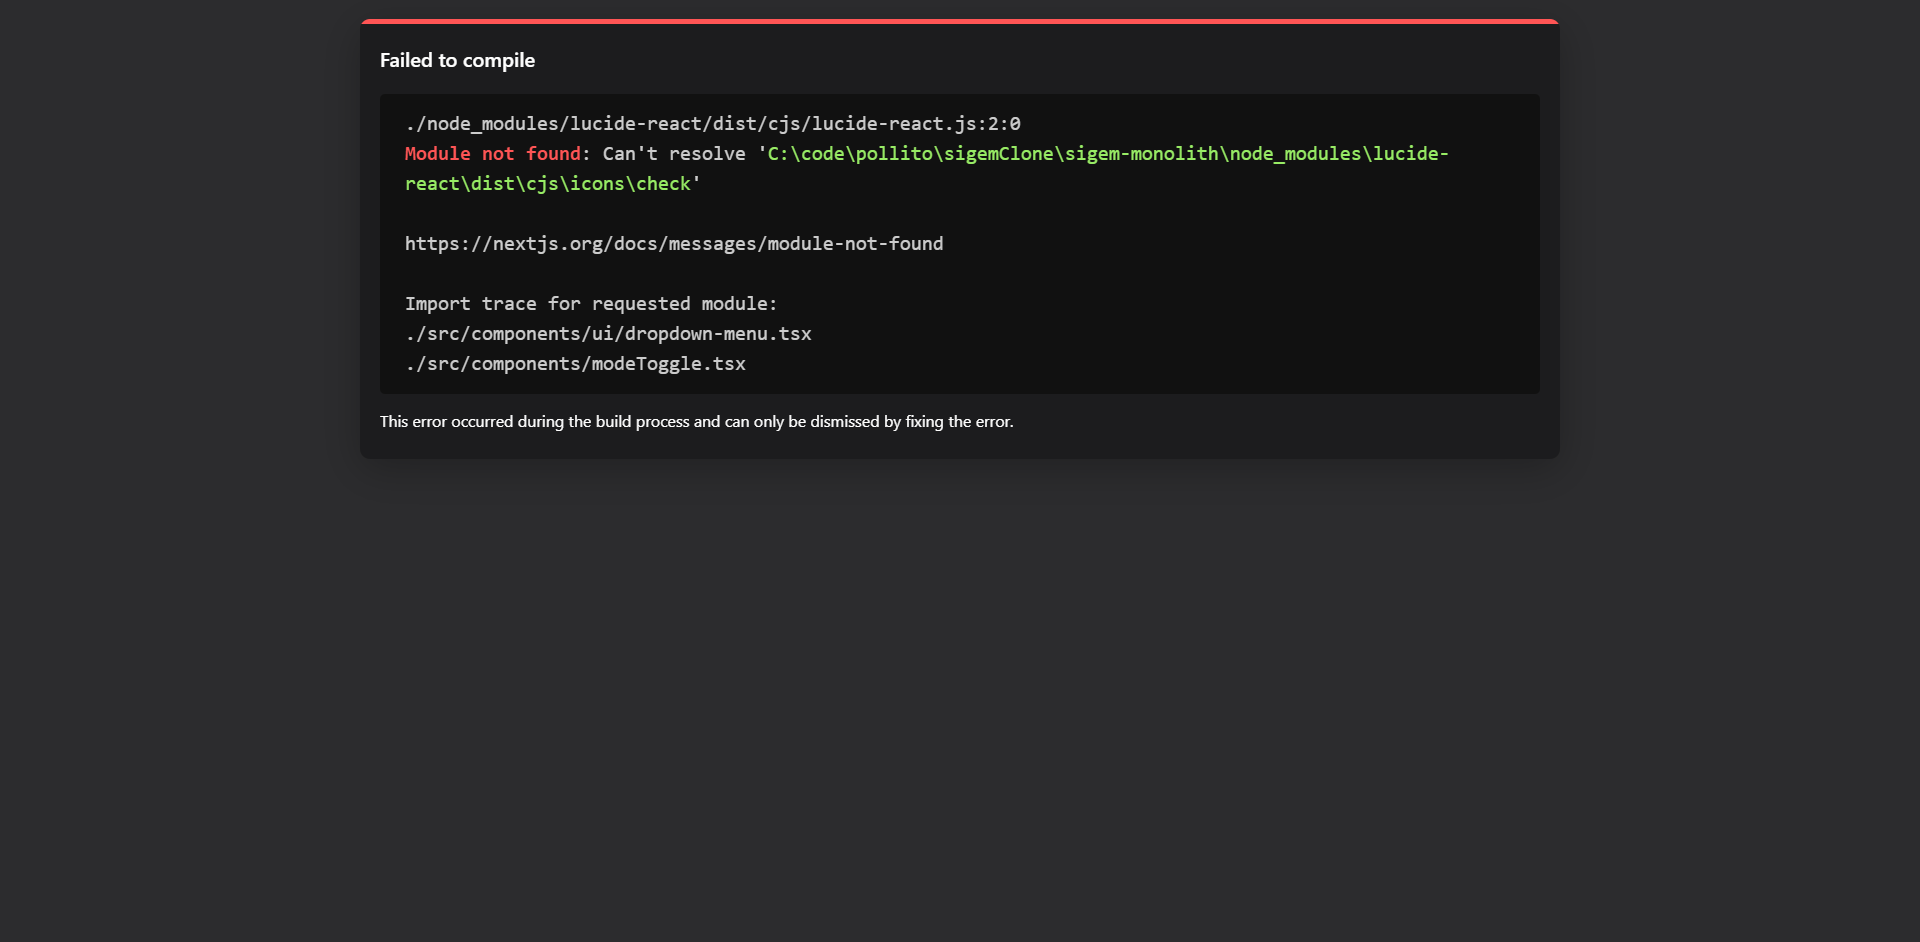 Failed to compile
./node_modules/lucide-react/dist/cjs/lucide-react.js:2:0
Module not found: Can't resolve 'C:\code\pollito\sigemClone\sigem-monolith\node_modules\lucide-
react\dist\cjs\icons\check'
https://nextjs.org/docs/messages/module-not-found
Import trace for requested module:
./src/components/ui/dropdown-menu.tsx
./src/components/modeToggle.tsx
This error occurred during the build process and can only be dismissed by fixing the error.